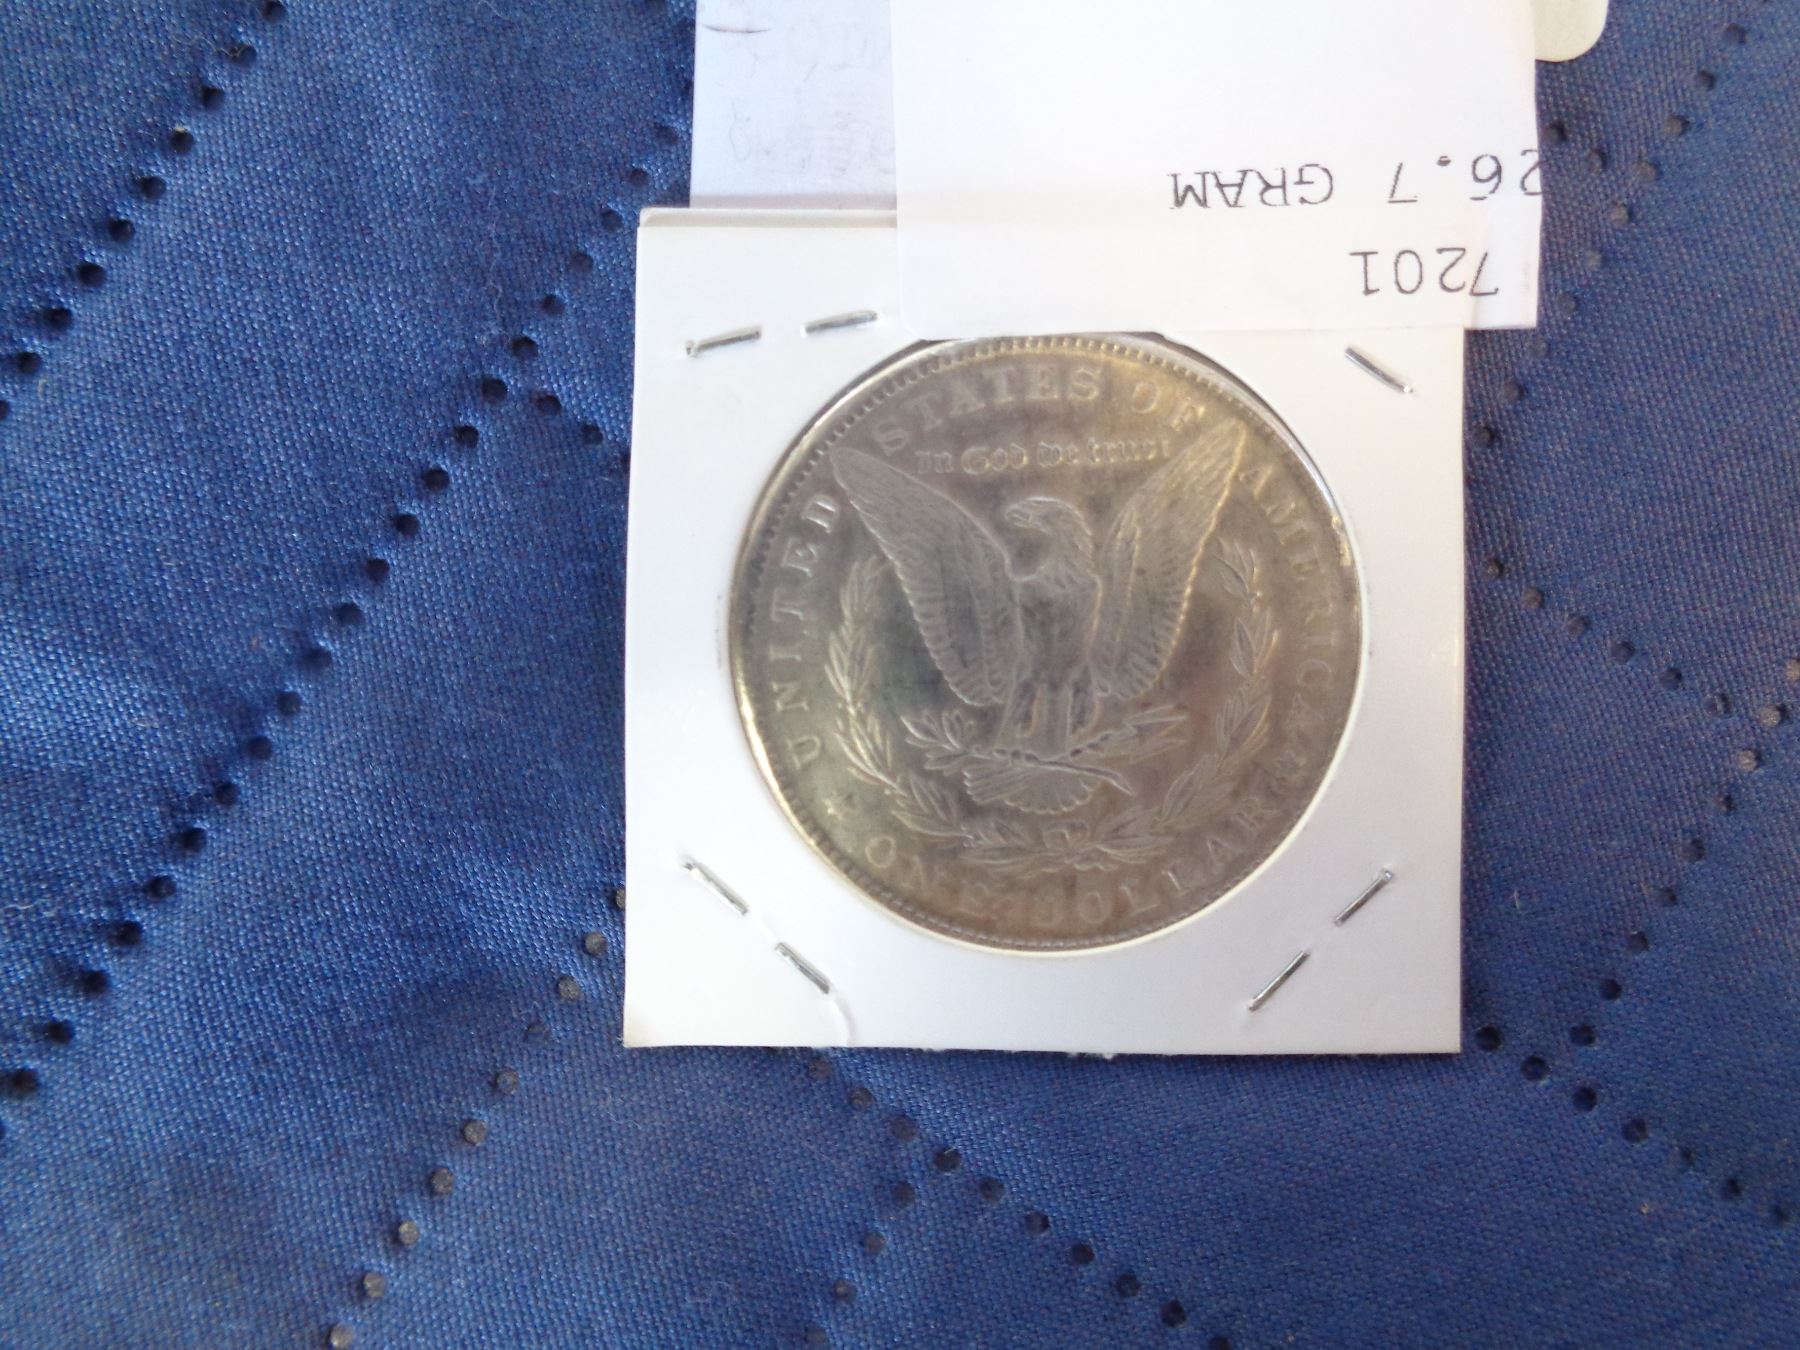 26.7 GRAM
7201
UNITED STATES OF AMERICA
In God we trust
ONE DOLLAR